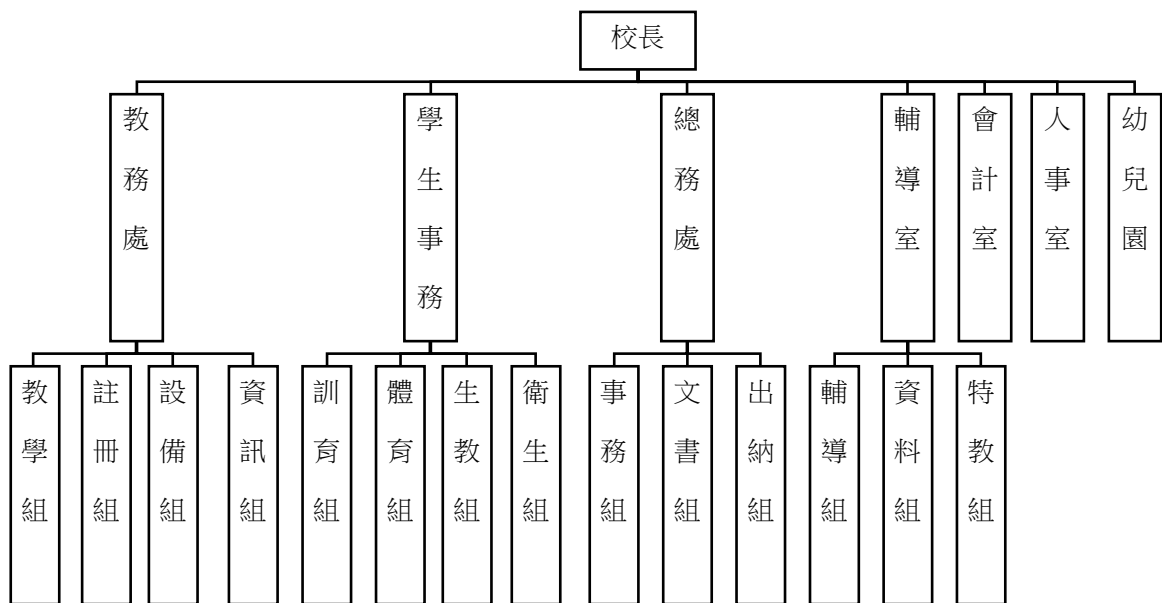 校長
教務處
學生事務
總務處
輔導室
會計室
人事室
幼兒園
教學組
註冊組
設備組
資訊組
訓育組
體育組
生教組
衛生組
事務組
文書組
出納組
輔導組
資料組
特教組